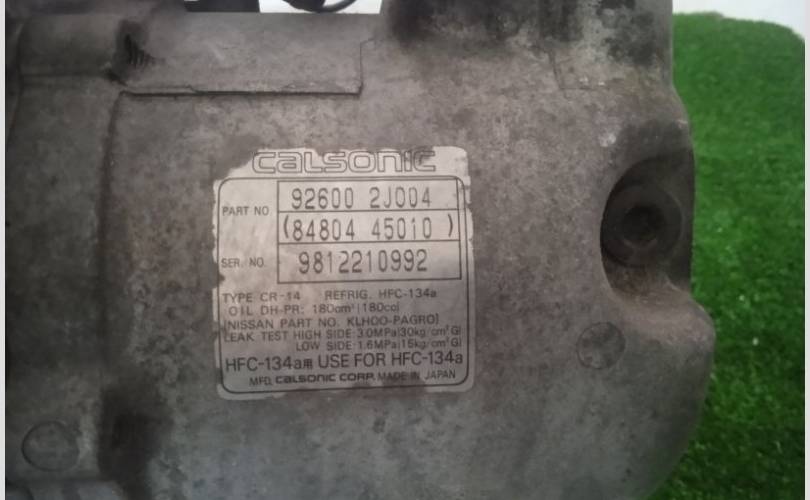 calsonic
PART NO 92600 2J004
(84804 45010)
SER. NO. 9812210992
TYPE CR-14 REFRIG. HFC-134a
OIL DH-PR: 180cm³(180cc)
(NISSAN PART NO. KLHOO-PAGRO)
LEAK TEST HIGH SIDE:3.0MPa(30kg/cm²G)
LOW SIDE:1.6MPa(15kg/cm²G)
HFC-134a用 USE FOR HFC-134a
MFD. calsonic CORP. MADE IN JAPAN